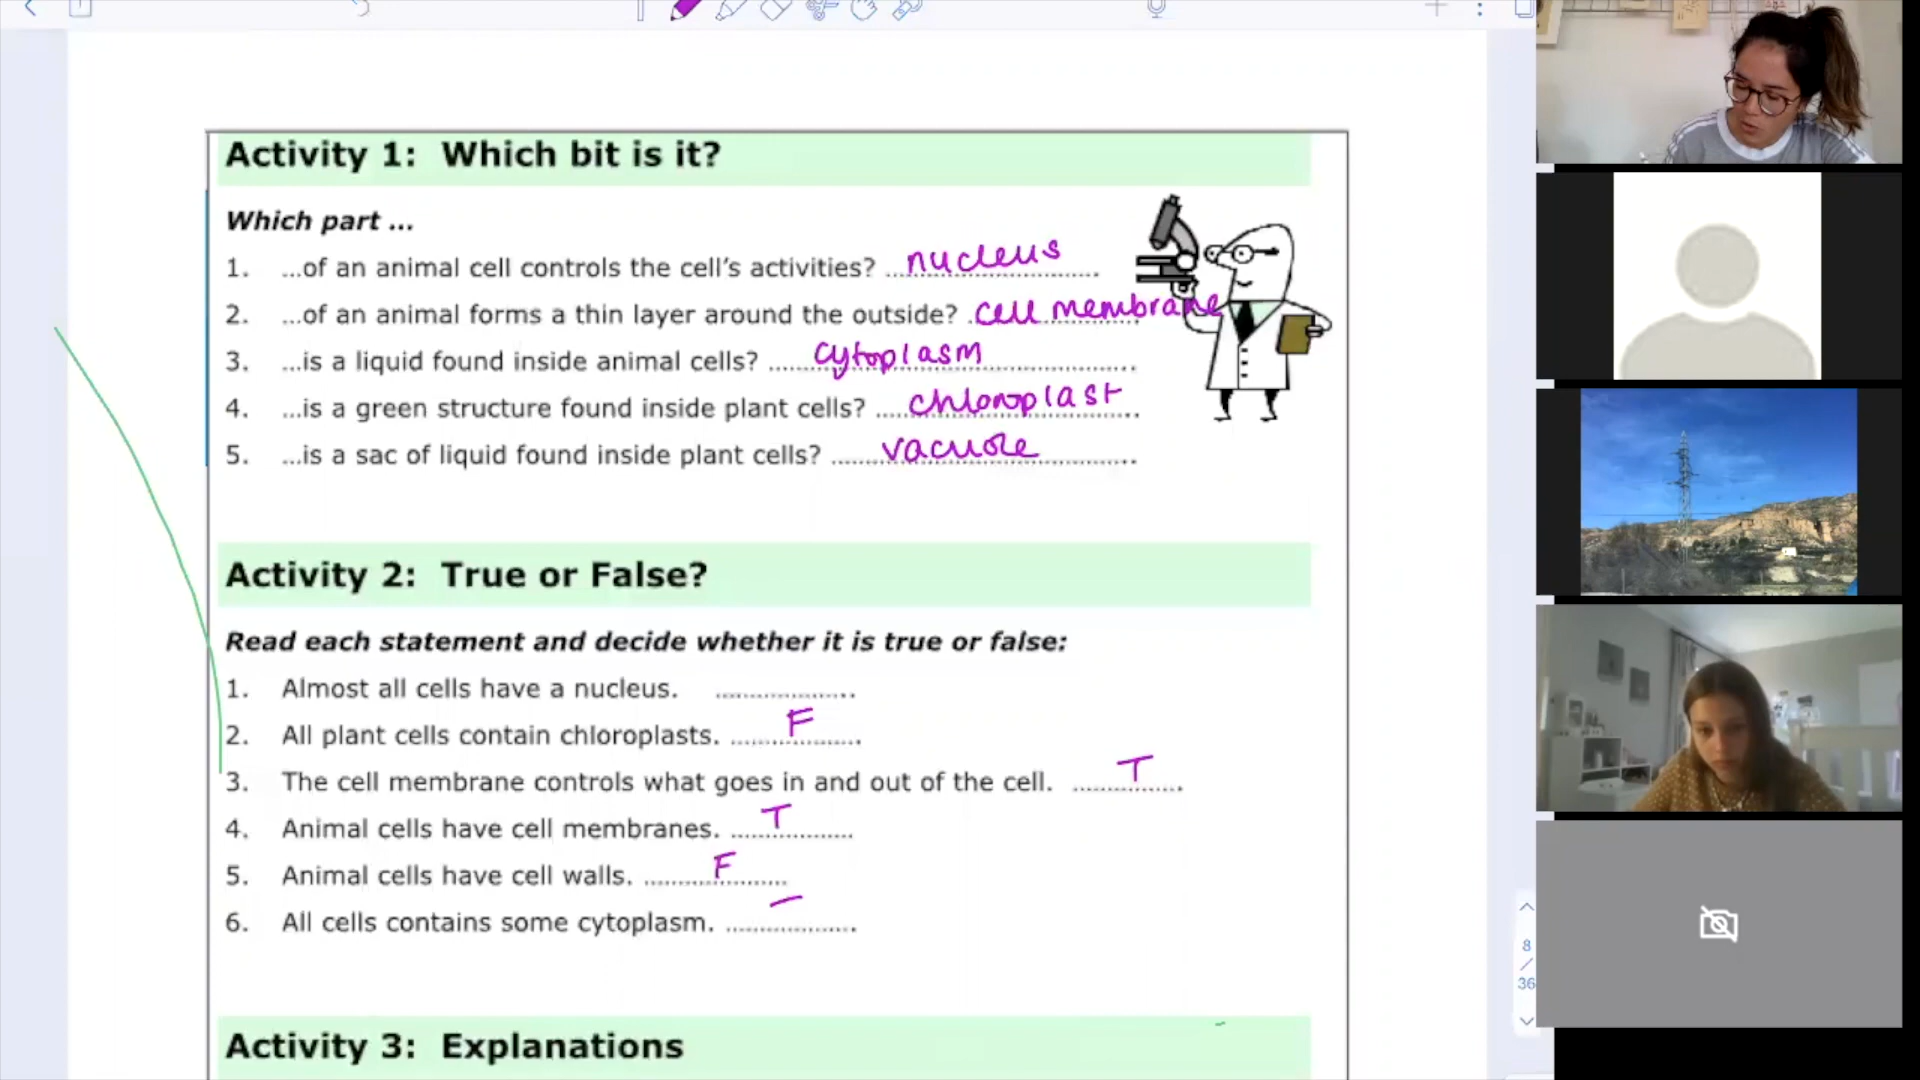 Activity 1: Which bit is it?
Which part ...
1. ...of an animal cell controls the cell's activities? nucleus
2. ...of an animal forms a thin layer around the outside? cell membrane
3. ...is a liquid found inside animal cells? cytoplasm
4. ...is a green structure found inside plant cells? chloroplast
5. ...is a sac of liquid found inside plant cells? vacuole
Activity 2: True or False?
Read each statement and decide whether it is true or false:
1. Almost all cells have a nucleus. ..................
2. All plant cells contain chloroplasts. F
3. The cell membrane controls what goes in and out of the cell. T
4. Animal cells have cell membranes. T
5. Animal cells have cell walls. F
6. All cells contains some cytoplasm. ..................
Activity 3: Explanations
8
/
36